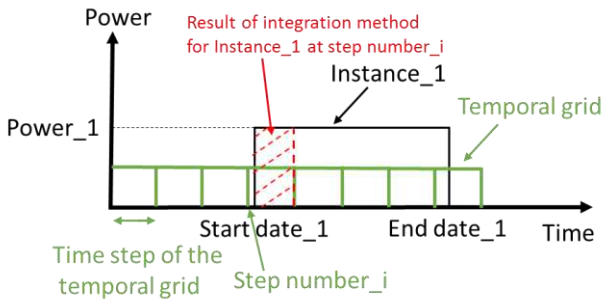 Power
Result of integration method
for Instance_1 at step number_i
Instance_1
Temporal grid
Power_1
Start date_1
End date_1
Time
Time step of the
temporal grid
Step number_i